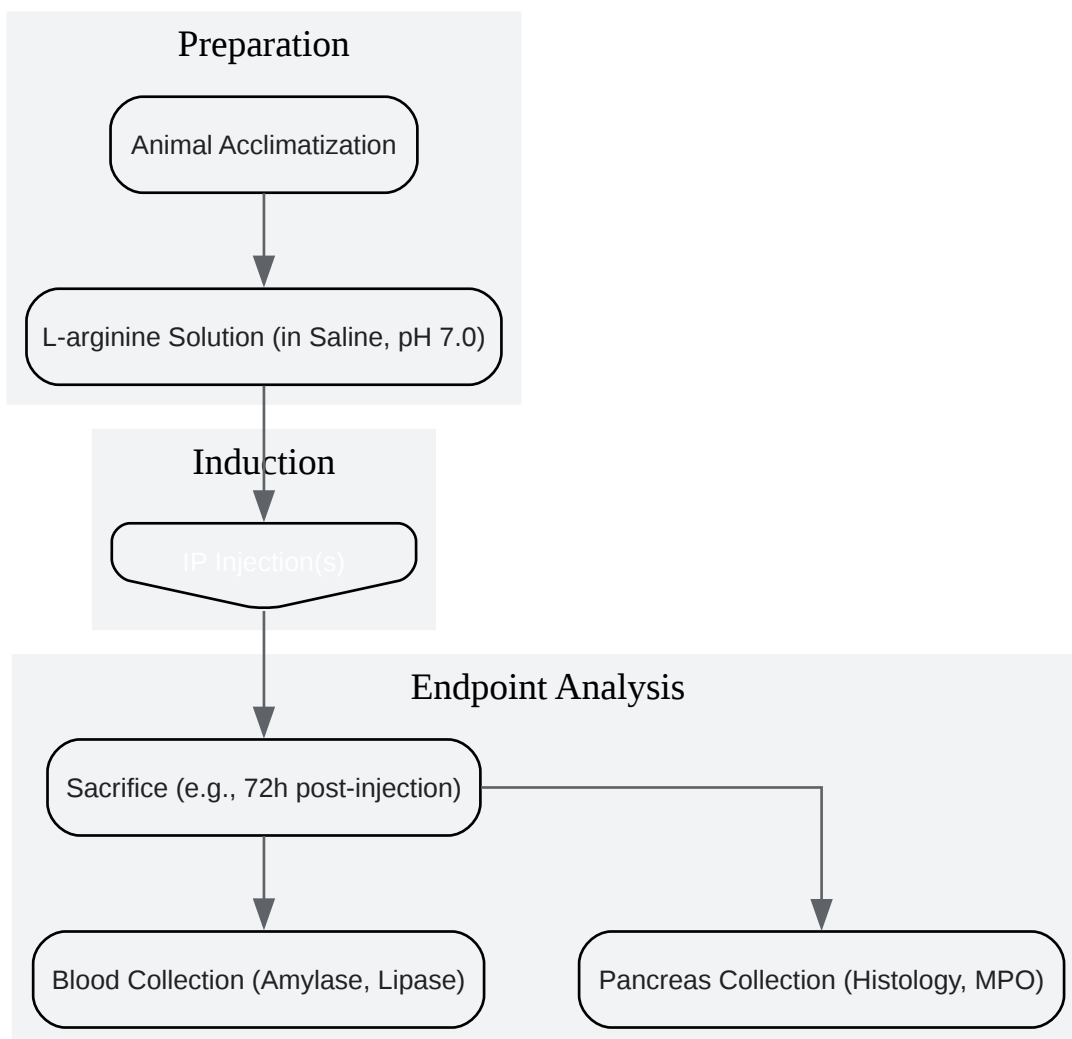 Preparation
Animal Acclimatization
L-arginine Solution (in Saline, pH 7.0)
Induction
IP Injection(s)
Endpoint Analysis
Sacrifice (e.g., 72h post-injection)
Blood Collection (Amylase, Lipase)
Pancreas Collection (Histology, MPO)